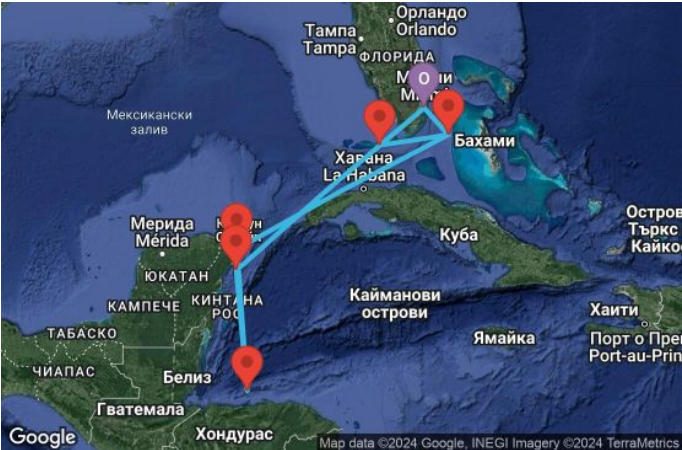 Орландо
Orlando
Тампа
Tampa
ФЛОРИДА
O
Мексикански
залив
Бахами
Хавана
La Habana
Остров
Търкс
Кайкос
Мерида
Mérida
Куба
ЮКАТАН
КАМПЕЧЕ
КИНТАНА
РОО
Кайманови
острови
Хаити
ТАБАСКО
Ямайка
Порт о Прен
Port-au-Prin
ЧИАПАС
Белиз
Гватемала
Хондурас
Google
Map data ©2024 Google, INEGI Imagery ©2024 TerraMetrics